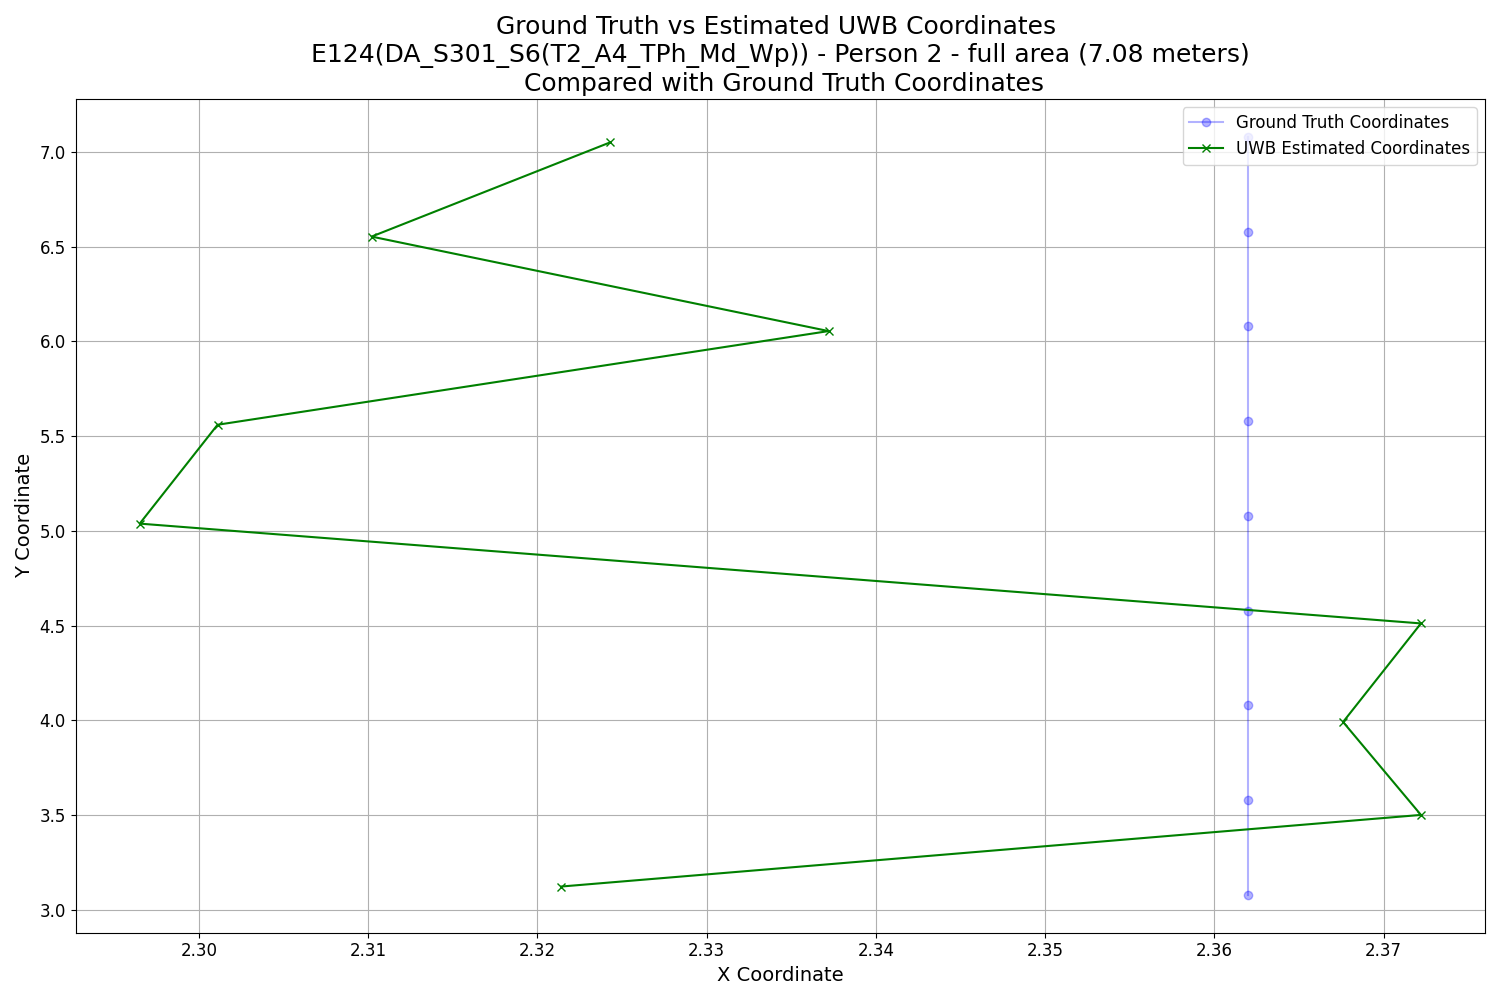 Ground Truth vs Estimated UWB Coordinates
E124(DA_S301_S6(T2_A4_TPh_Md_Wp)) - Person 2 - full area (7.08 meters)
Compared with Ground Truth Coordinates
Ground Truth Coordinates
UWB Estimated Coordinates
Y Coordinate
7.0
6.5
6.0
5.5
5.0
4.5
4.0
3.5
3.0
2.30 2.31 2.32 2.33 2.34 2.35 2.36 2.37
X Coordinate